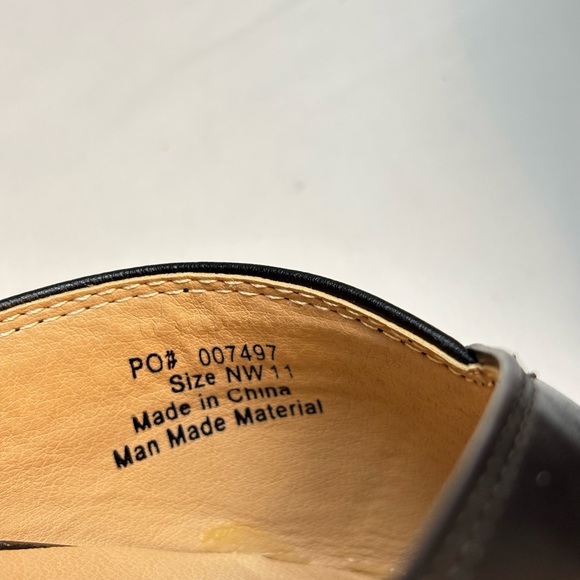 PO# 007497
Size NW 11
Made in China
Man Made Material